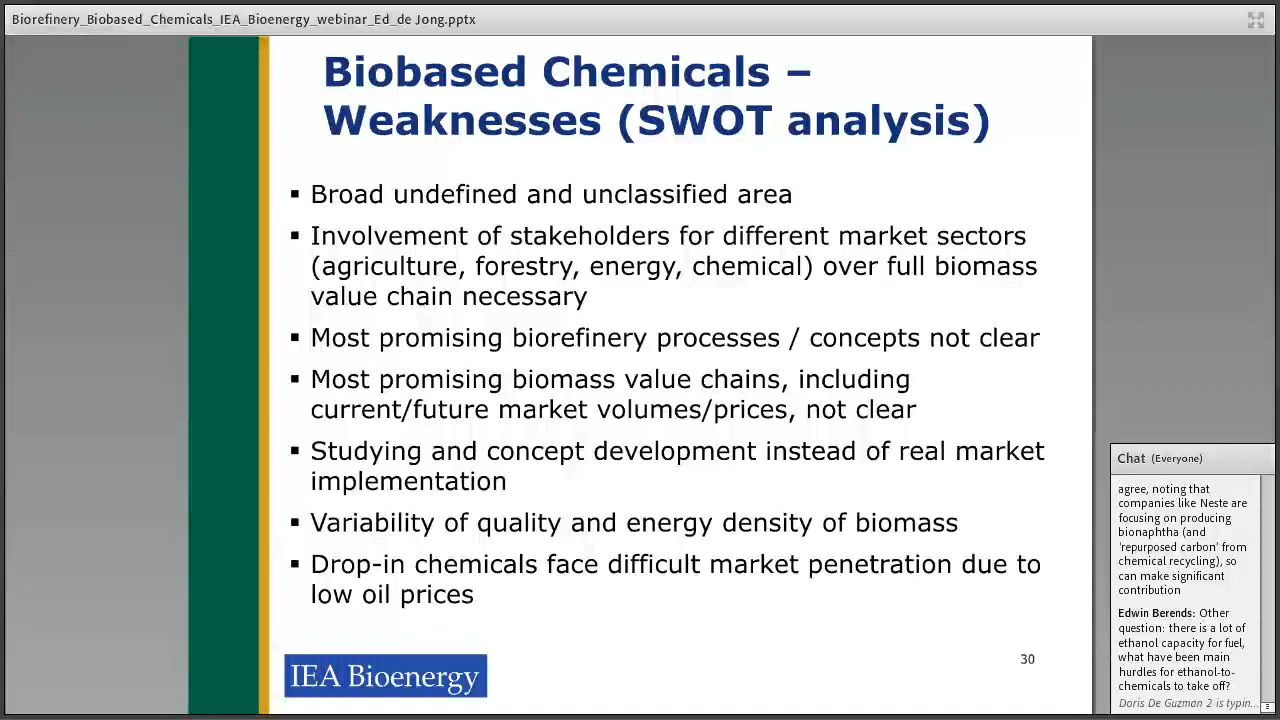 Biorefinery_Biobased_Chemicals_IEA_Bioenergy_webinar_Ed_de Jong.pptx
Biobased Chemicals –
Weaknesses (SWOT analysis)
▪ Broad undefined and unclassified area
▪ Involvement of stakeholders for different market sectors
(agriculture, forestry, energy, chemical) over full biomass
value chain necessary
▪ Most promising biorefinery processes / concepts not clear
▪ Most promising biomass value chains, including
current/future market volumes/prices, not clear
▪ Studying and concept development instead of real market
implementation
▪ Variability of quality and energy density of biomass
▪ Drop-in chemicals face difficult market penetration due to
low oil prices
IEA Bioenergy
30
Chat (Everyone)
agree, noting that
companies like Neste are
focusing on producing
bionaphtha (and
'repurposed carbon' from
chemical recycling), so
can make significant
contribution
Edwin Berends: Other
question: there is a lot of
ethanol capacity for fuel,
what have been main
hurdles for ethanol-to-
chemicals to take off?
Doris De Guzman 2 is typin...